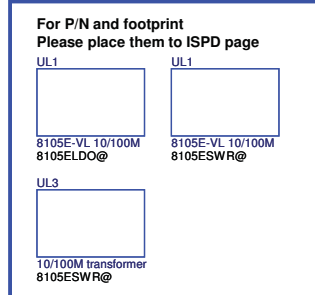 For P/N and footprint
Please place them to ISPD page
UL1 UL1
8105E-VL 10/100M 8105E-VL 10/100M
8105ELDO@ 8105ESWR@
UL3
10/100M transformer
8105ESWR@